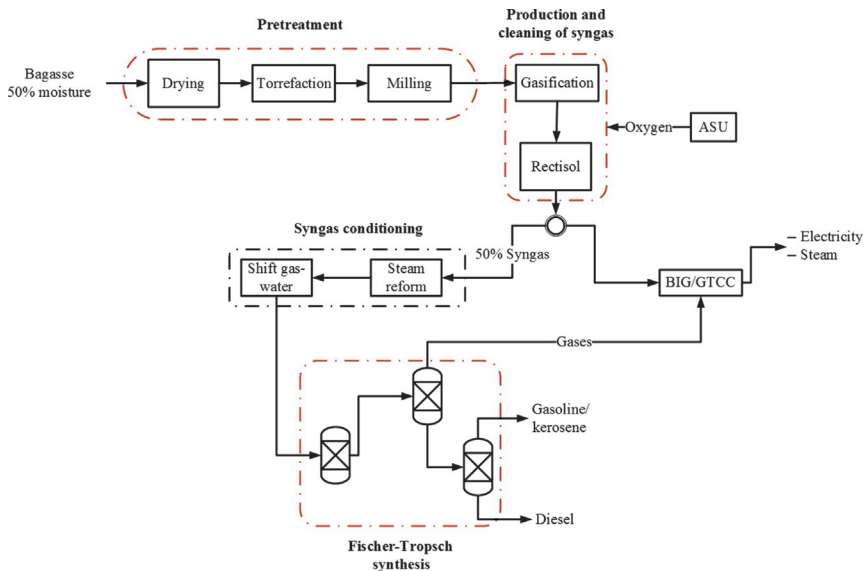 Pretreatment
Production and
cleaning of syngas
Bagasse
50% moisture
Drying
Torrefaction
Milling
Gasification
Oxygen
ASU
Rectisol
Syngas conditioning
50% Syngas
– Electricity
– Steam
Shift gas-
water
Steam
reform
BIG/GTCC
Gases
Gasoline/
kerosene
Diesel
Fischer-Tropsch
synthesis